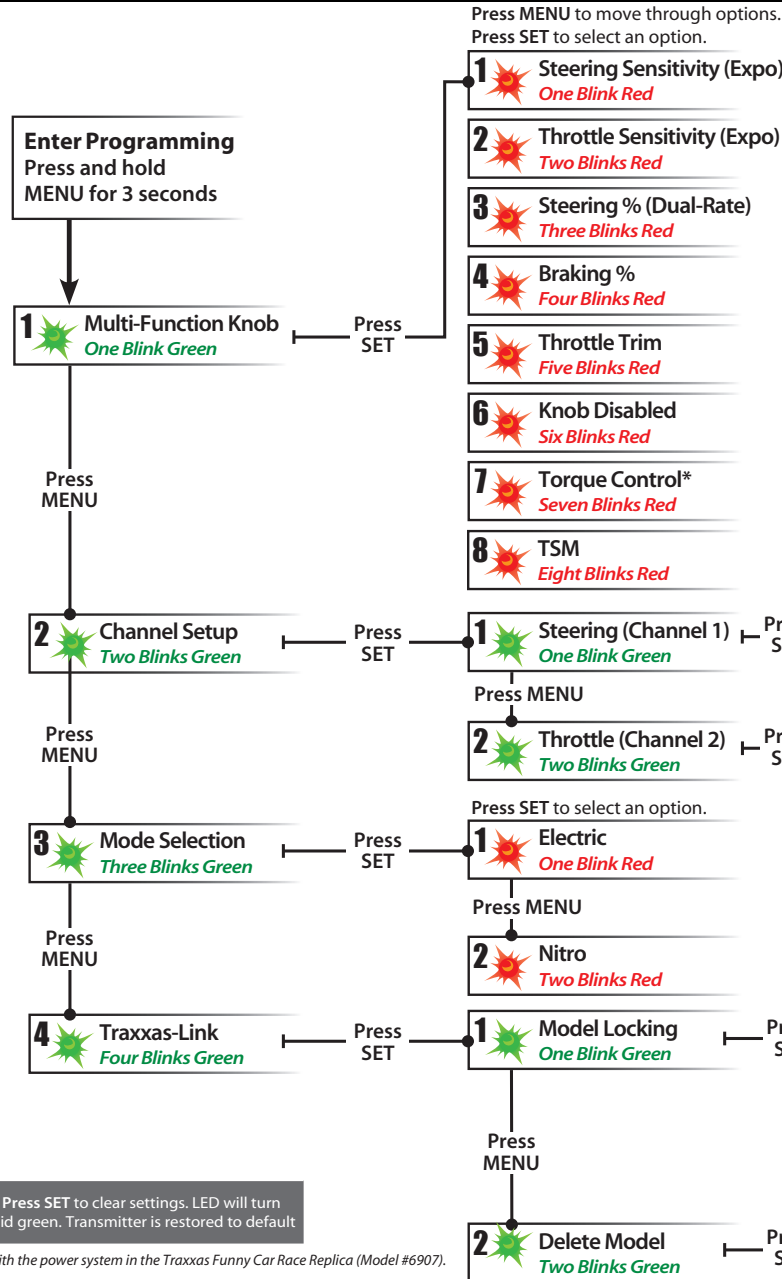 Press MENU to move through options.
Press SET to select an option.
1 Steering Sensitivity (Expo)
One Blink Red
Enter Programming
Press and hold
MENU for 3 seconds
2 Throttle Sensitivity (Expo)
Two Blinks Red
3 Steering % (Dual-Rate)
Three Blinks Red
4 Braking %
Four Blinks Red
1 Multi-Function Knob
One Blink Green
Press
SET
5 Throttle Trim
Five Blinks Red
6 Knob Disabled
Six Blinks Red
Press
MENU
7 Torque Control*
Seven Blinks Red
8 TSM
Eight Blinks Red
2 Channel Setup
Two Blinks Green
Press
SET
1 Steering (Channel 1)
One Blink Green
Press MENU
Press
MENU
2 Throttle (Channel 2)
Two Blinks Green
Press SET to select an option.
3 Mode Selection
Three Blinks Green
Press
SET
1 Electric
One Blink Red
Press MENU
Press
MENU
2 Nitro
Two Blinks Red
4 Traxxas-Link
Four Blinks Green
Press
SET
1 Model Locking
One Blink Green
Press
MENU
Press SET to clear settings. LED will turn
id green. Transmitter is restored to default
2 Delete Model
Two Blinks Green
ith the power system in the Traxxas Funny Car Race Replica (Model #6907).